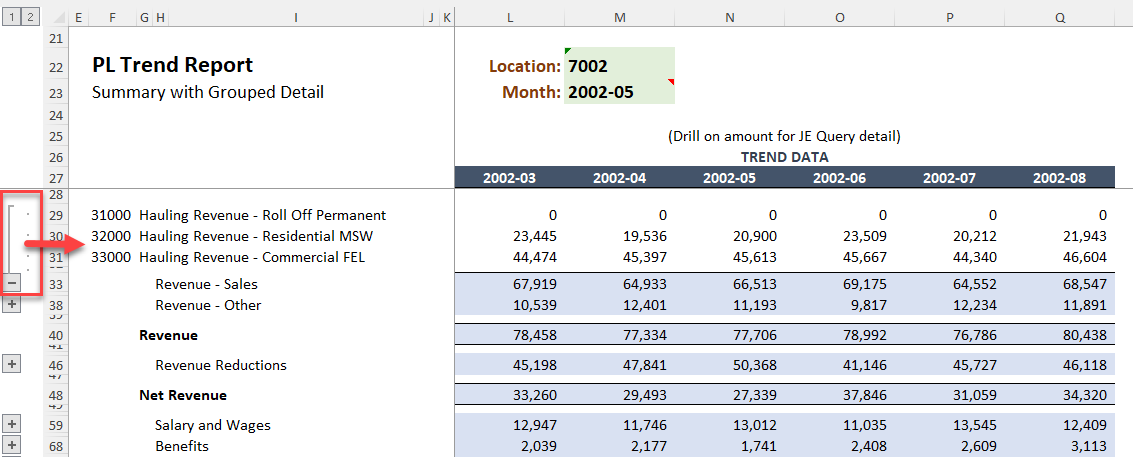 1 2 E F G H I J K L M N O P Q
21
22 PL Trend Report Location: 7002
23 Summary with Grouped Detail Month: 2002-05
24
25 (Drill on amount for JE Query detail)
26 TREND DATA
27 2002-03 2002-04 2002-05 2002-06 2002-07 2002-08
28
29 31000 Hauling Revenue - Roll Off Permanent 0 0 0 0 0 0
30 32000 Hauling Revenue - Residential MSW 23,445 19,536 20,900 23,509 20,212 21,943
31 33000 Hauling Revenue - Commercial FEL 44,474 45,397 45,613 45,667 44,340 46,604
33 Revenue - Sales 67,919 64,933 66,513 69,175 64,552 68,547
38 Revenue - Other 10,539 12,401 11,193 9,817 12,234 11,891
39
40 Revenue 78,458 77,334 77,706 78,992 76,786 80,438
41
46 Revenue Reductions 45,198 47,841 50,368 41,146 45,727 46,118
47
48 Net Revenue 33,260 29,493 27,339 37,846 31,059 34,320
49
59 Salary and Wages 12,947 11,746 13,012 11,035 13,545 12,409
68 Benefits 2,039 2,177 1,741 2,408 2,609 3,113